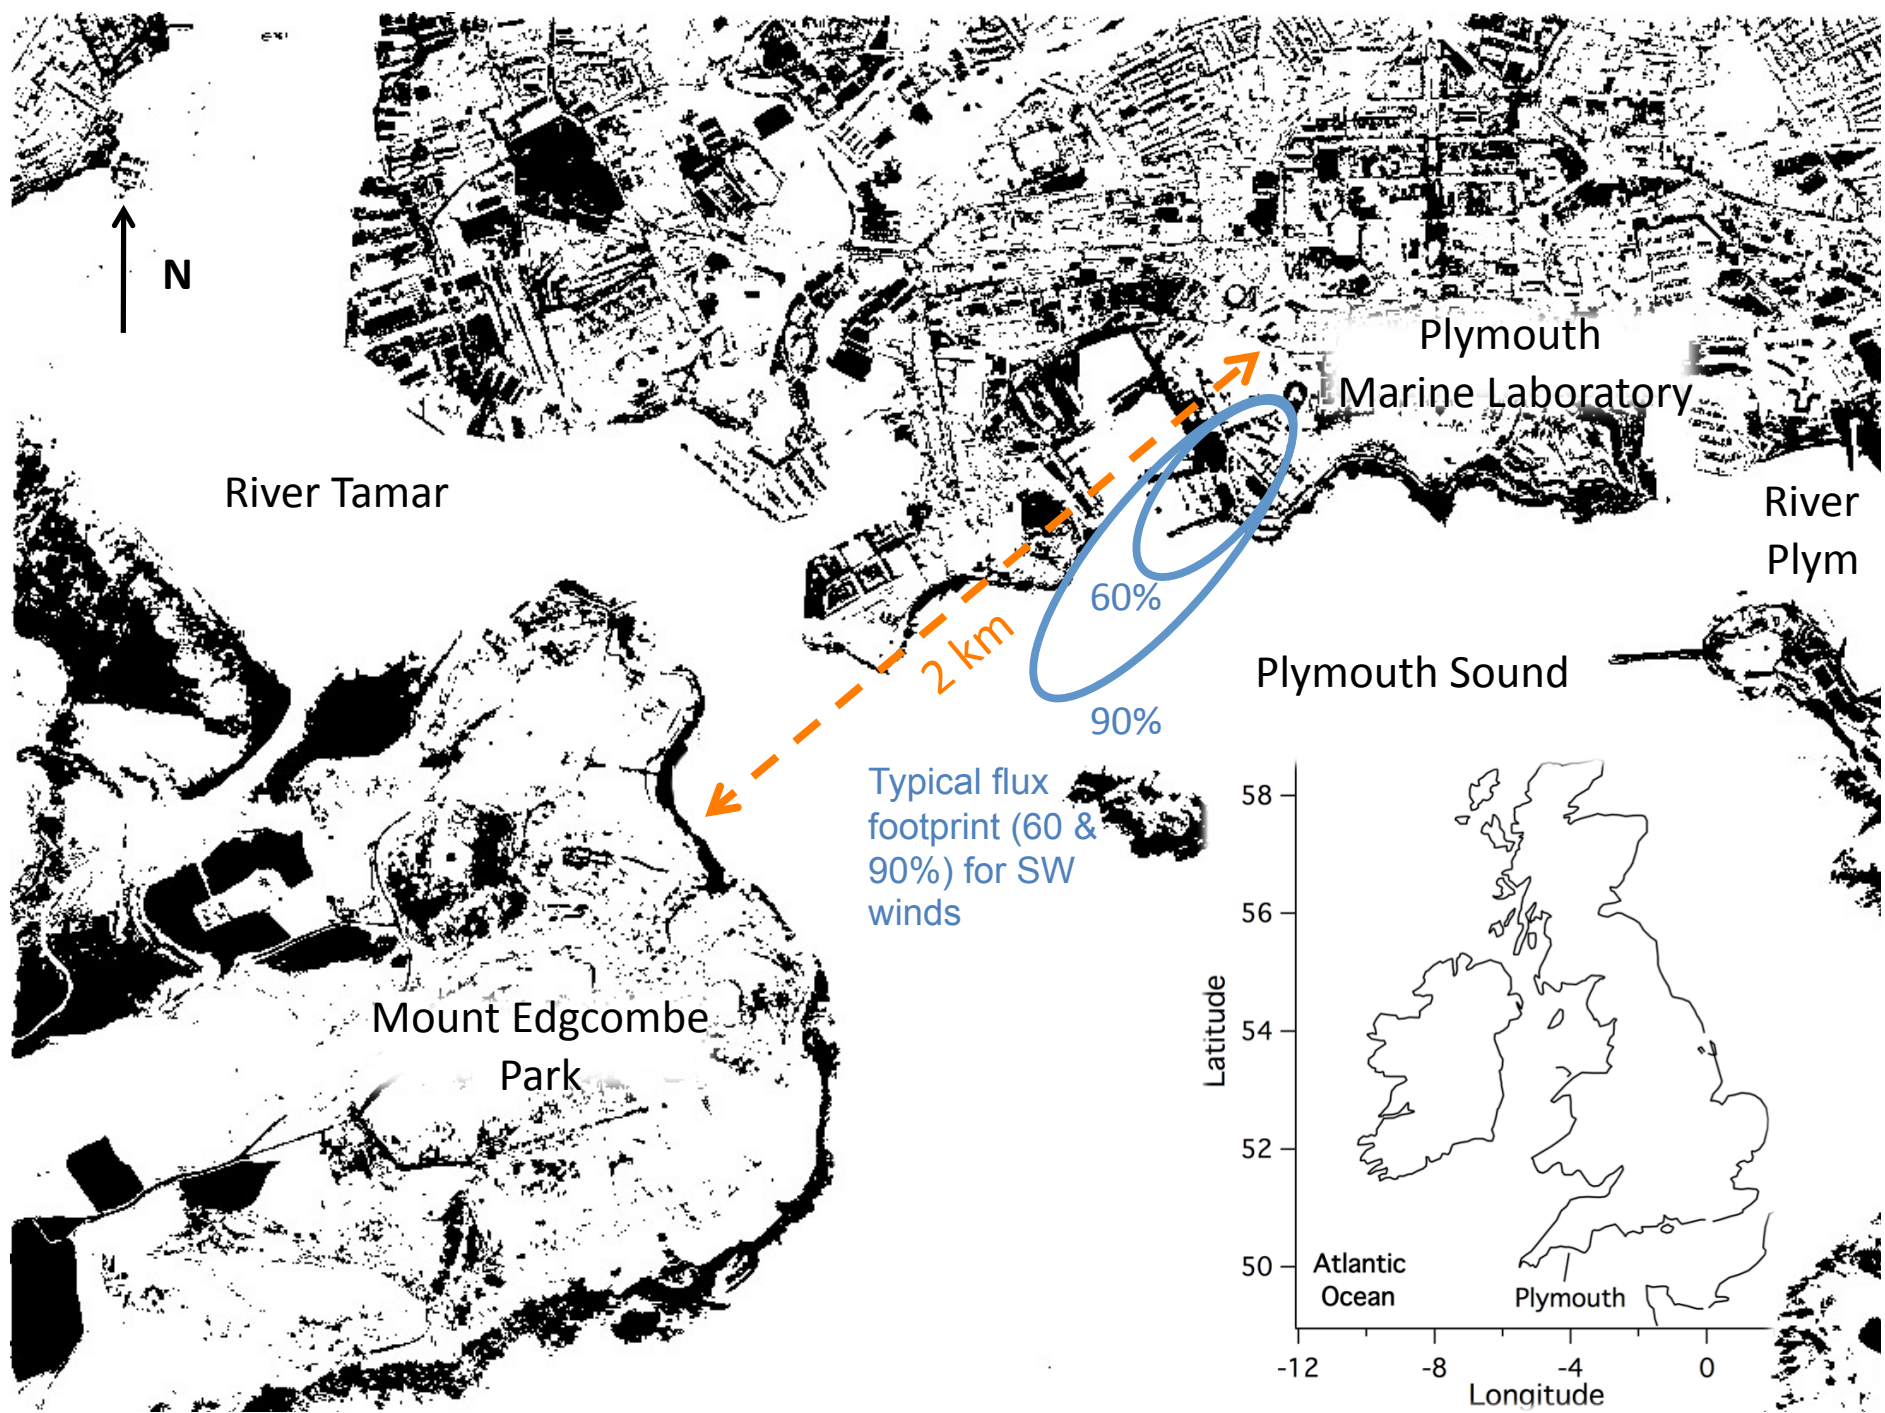 N
Plymouth
Marine Laboratory
River Tamar
River
Plym
60%
2 km
Plymouth Sound
90%
Typical flux
footprint (60 &
90%) for SW
winds
Mount Edgcombe
Park
58
56
54
52
50
Latitude
Atlantic
Ocean
Plymouth
-12
-8
-4
0
Longitude